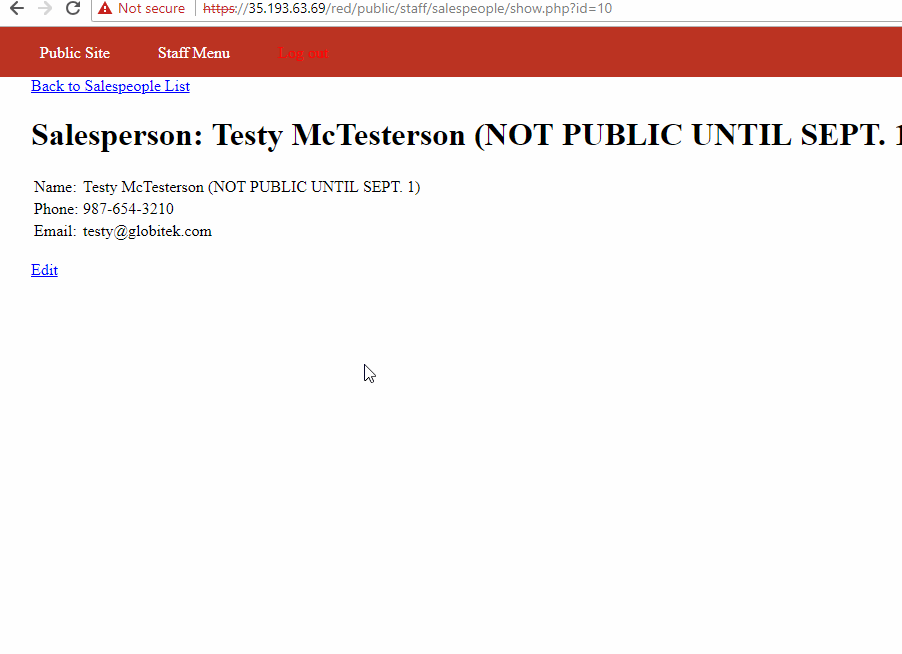 Not secure https://35.193.63.69/red/public/staff/salespeople/show.php?id=10
Public Site Staff Menu Log out
Back to Salespeople List
Salesperson: Testy McTesterson (NOT PUBLIC UNTIL SEPT. 1
Name: Testy McTesterson (NOT PUBLIC UNTIL SEPT. 1)
Phone: 987-654-3210
Email: testy@globitek.com
Edit